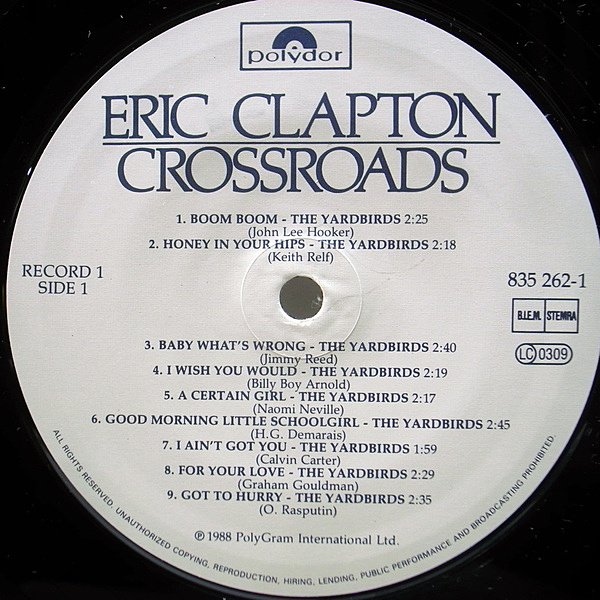 polydor
ERIC CLAPTON
CROSSROADS
1. BOOM BOOM - THE YARDBIRDS 2:25
(John Lee Hooker)
2. HONEY IN YOUR HIPS - THE YARDBIRDS 2:18
(Keith Relf)
RECORD 1
SIDE 1
835 262-1
B.I.E.M. STEMRA
LC 0309
3. BABY WHAT'S WRONG - THE YARDBIRDS 2:40
(Jimmy Reed)
4. I WISH YOU WOULD - THE YARDBIRDS 2:19
(Billy Boy Arnold)
5. A CERTAIN GIRL - THE YARDBIRDS 2:17
(Naomi Neville)
6. GOOD MORNING LITTLE SCHOOLGIRL - THE YARDBIRDS 2:45
(H.G. Demarais)
7. I AIN'T GOT YOU - THE YARDBIRDS 1:59
(Calvin Carter)
8. FOR YOUR LOVE - THE YARDBIRDS 2:29
(Graham Gouldman)
9. GOT TO HURRY - THE YARDBIRDS 2:35
(O. Rasputin)
℗ 1988 PolyGram International Ltd.
ALL RIGHTS RESERVED. UNAUTHORIZED COPYING, REPRODUCTION, HIRING, LENDING, PUBLIC PERFORMANCE AND BROADCASTING PROHIBITED.